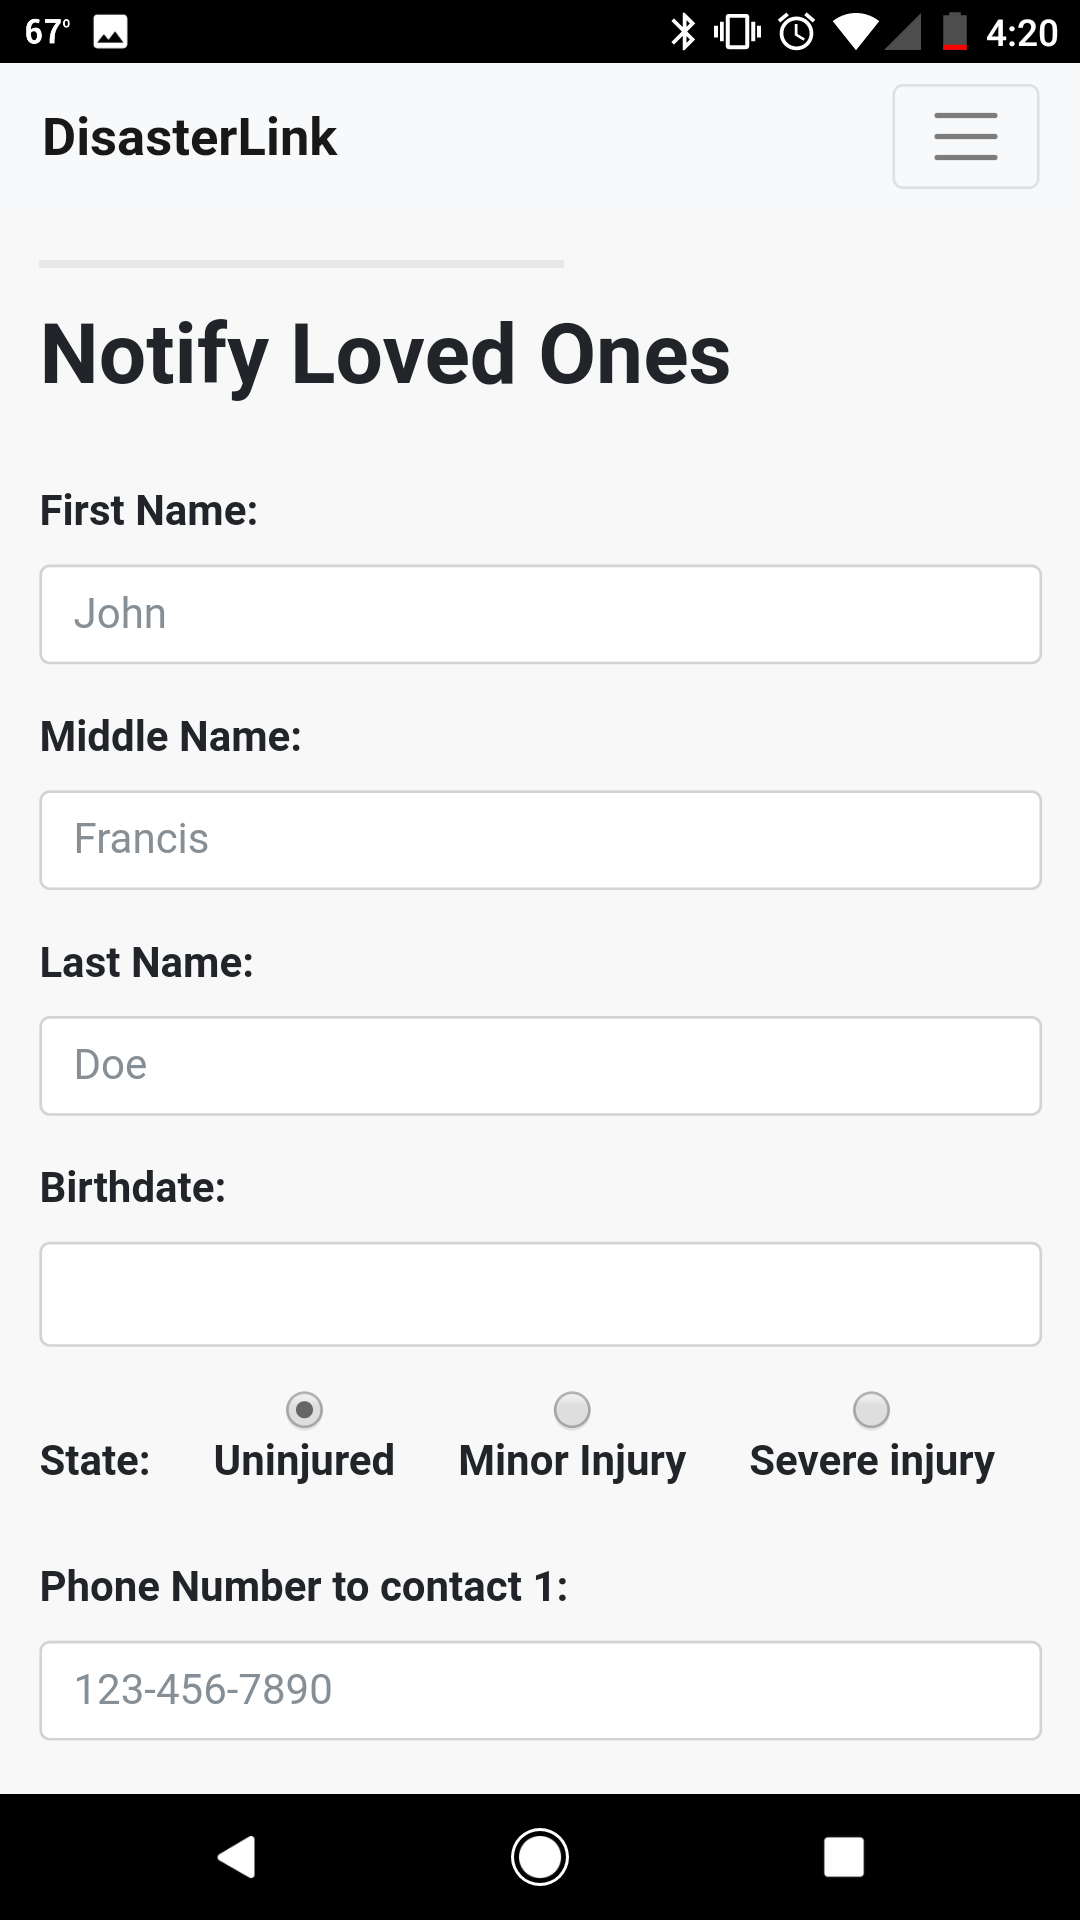 67° 4:20
DisasterLink
Notify Loved Ones
First Name:
John
Middle Name:
Francis
Last Name:
Doe
Birthdate:
State: Uninjured Minor Injury Severe injury
Phone Number to contact 1:
123-456-7890